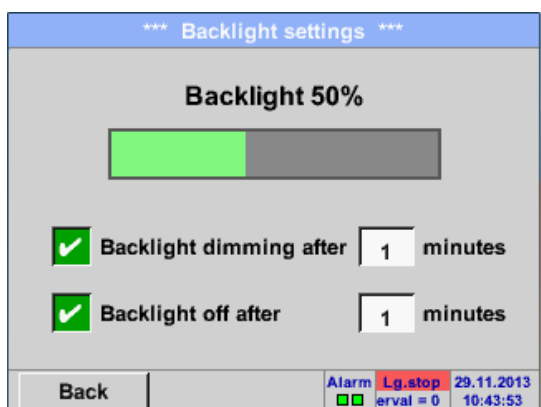 *** Backlight settings ***
Backlight 50%
Backlight dimming after 1 minutes
Backlight off after 1 minutes
Back
Alarm Lg.stop 29.11.2013
erval = 0 10:43:53